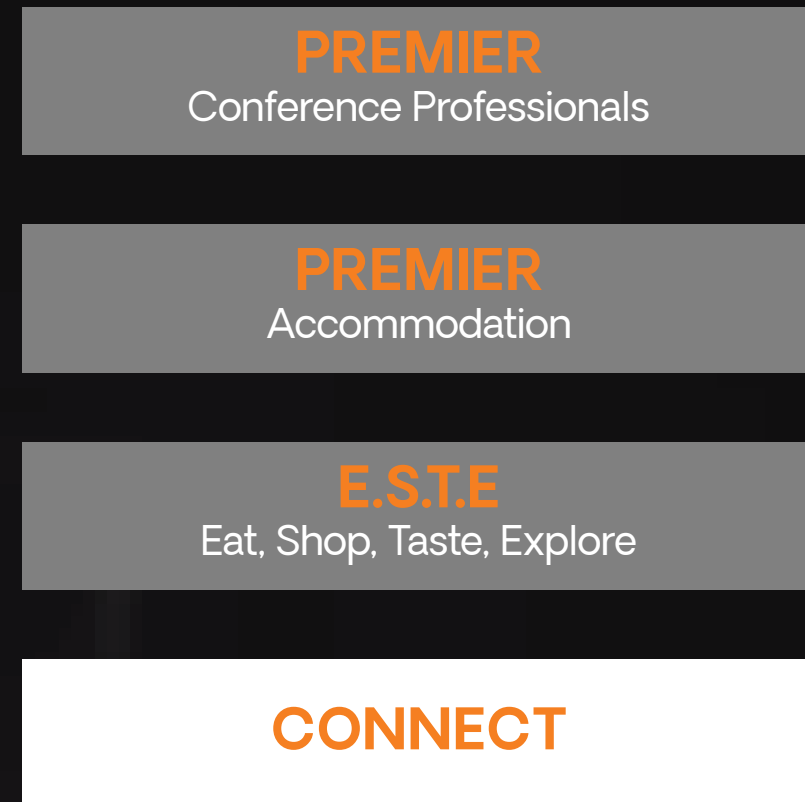 PREMIER
Conference Professionals
PREMIER
Accommodation
E.S.T.E
Eat, Shop, Taste, Explore
CONNECT